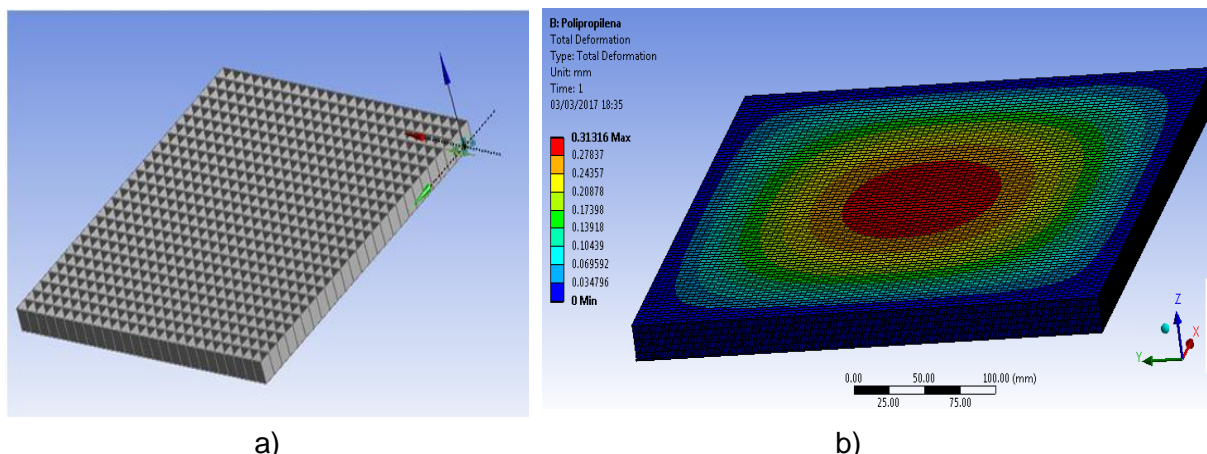 B: Polipropilena
Total Deformation
Type: Total Deformation
Unit: mm
Time: 1
03/03/2017 18:35
0.31316 Max
0.27837
0.24357
0.20878
0.17398
0.13918
0.10439
0.069592
0.034796
0 Min
Z
X
Y
0.00 50.00 100.00 (mm)
25.00 75.00
a) b)